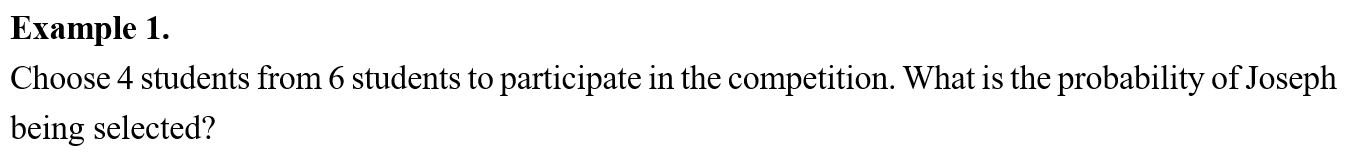 Example 1.
Choose 4 students from 6 students to participate in the competition. What is the probability of Joseph
being selected?